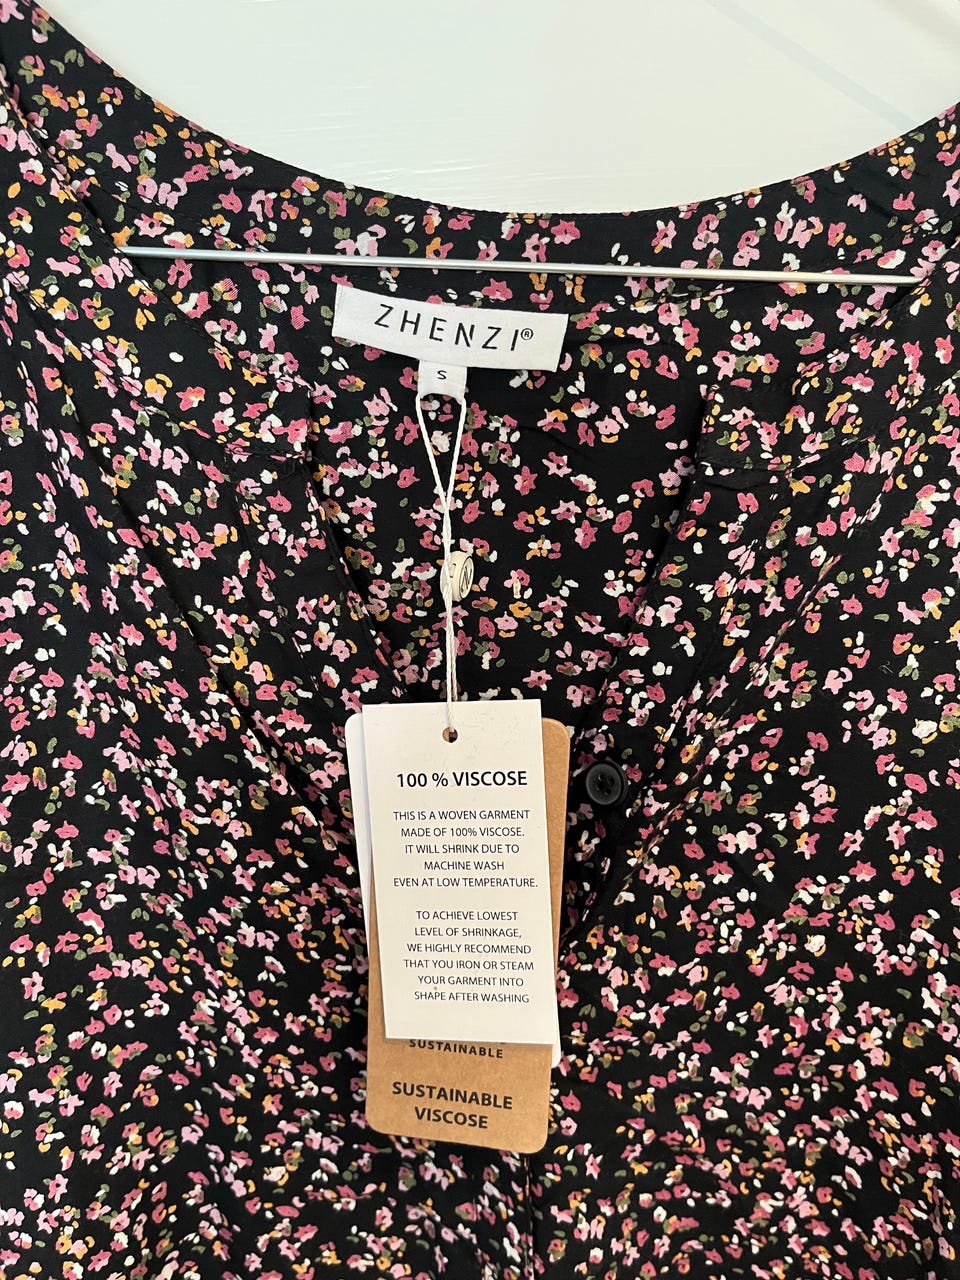 ZHENZI®
S
100 % VISCOSE
THIS IS A WOVEN GARMENT
MADE OF 100% VISCOSE.
IT WILL SHRINK DUE TO
MACHINE WASH
EVEN AT LOW TEMPERATURE.
TO ACHIEVE LOWEST
LEVEL OF SHRINKAGE,
WE HIGHLY RECOMMEND
THAT YOU IRON OR STEAM
YOUR GARMENT INTO
SHAPE AFTER WASHING
SUSTAINABLE
SUSTAINABLE
VISCOSE